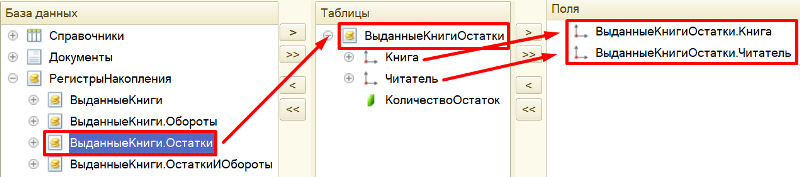 База данных
Справочники
Документы
РегистрыНакопления
ВыданныеКниги
ВыданныеКниги.Обороты
ВыданныеКниги.Остатки
ВыданныеКниги.ОстаткиИОбороты
>
>>
<
<<
Таблицы
ВыданныеКнигиОстатки
Книга
Читатель
КоличествоОстаток
>
>>
<
<<
Поля
ВыданныеКнигиОстатки.Книга
ВыданныеКнигиОстатки.Читатель